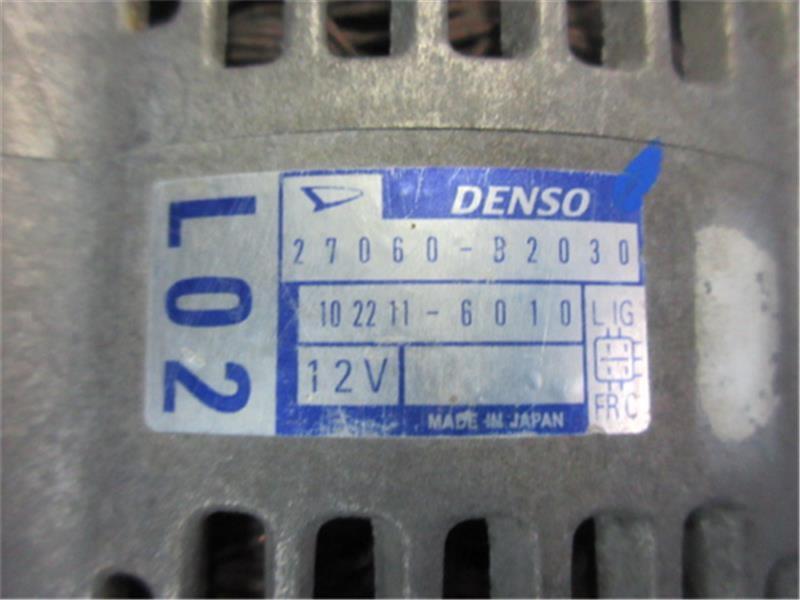 L02
DENSO
27060-B2030
102211-6010
L IG
12V
FR C
MADE IN JAPAN